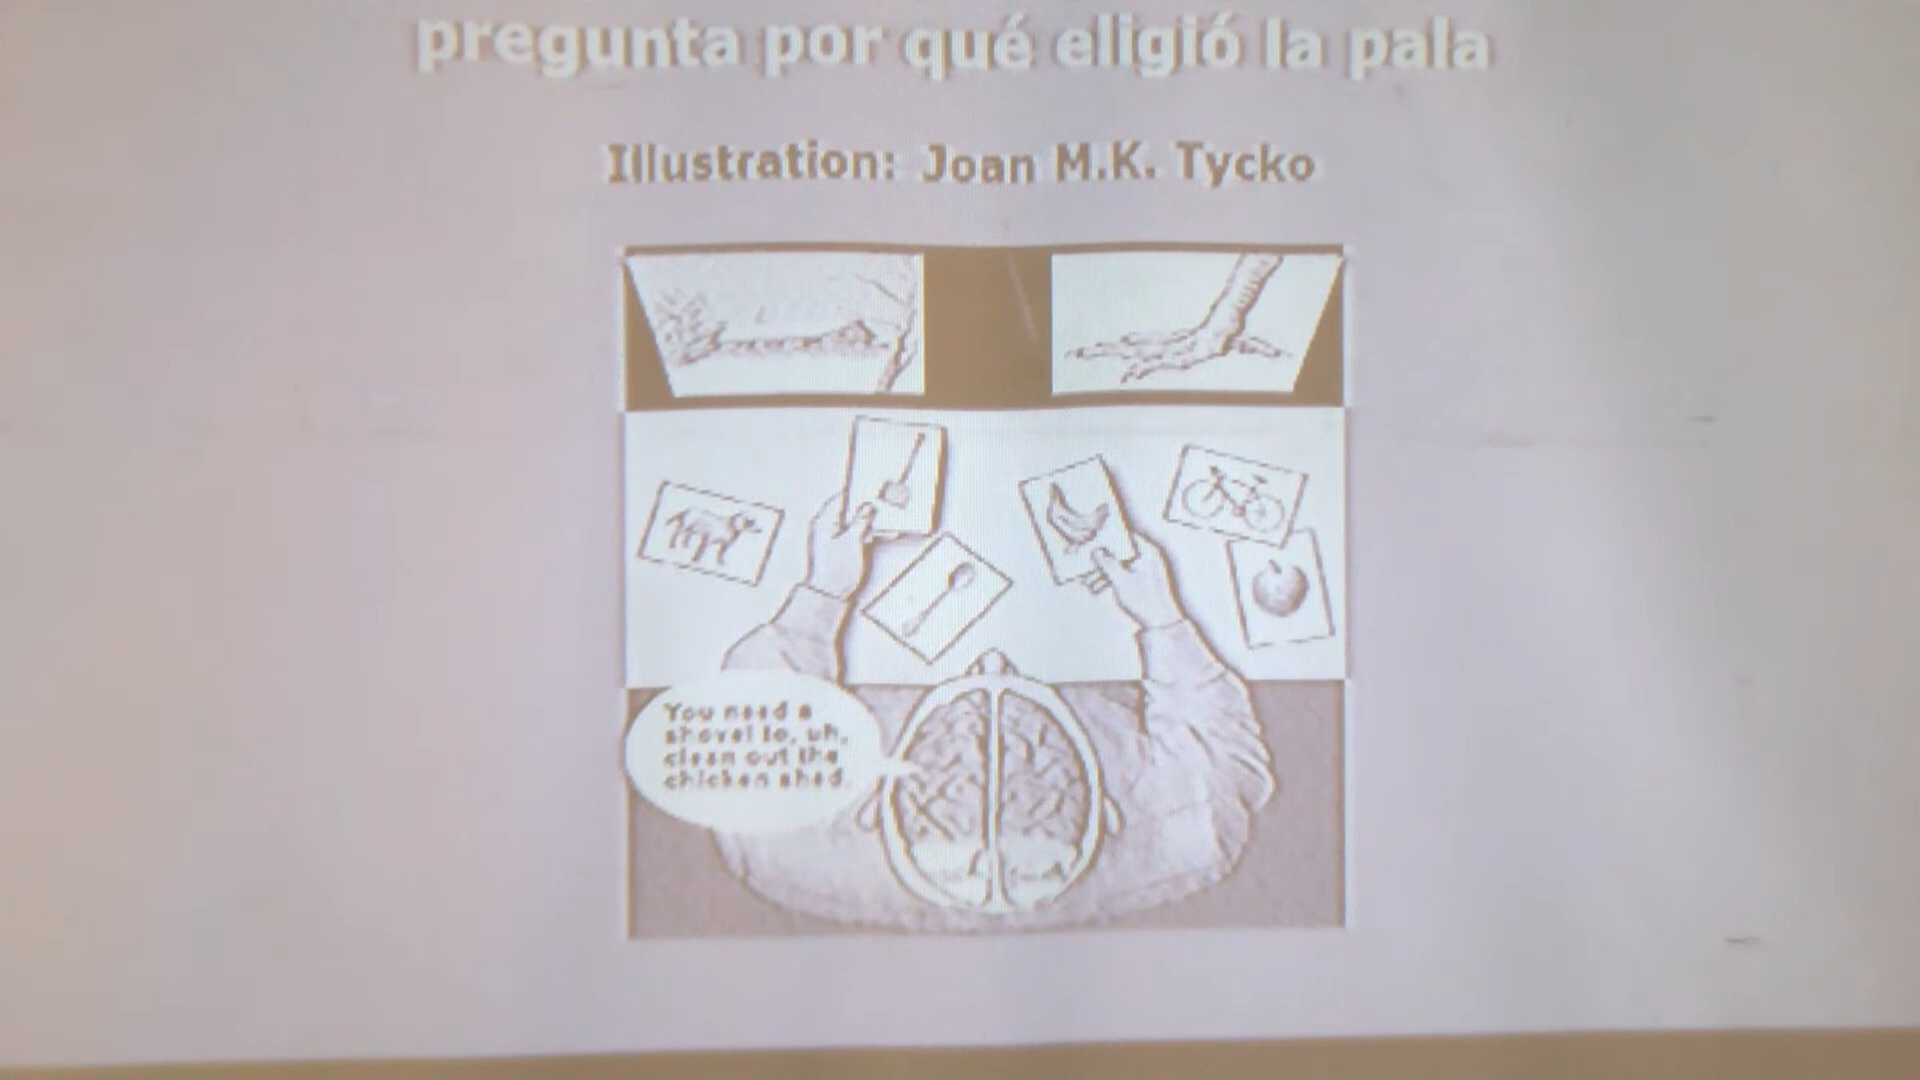 pregunta por qué eligió la pala
Illustration: Joan M.K. Tycko
You need a
shovel to, uh,
clean out the
chicken shed.